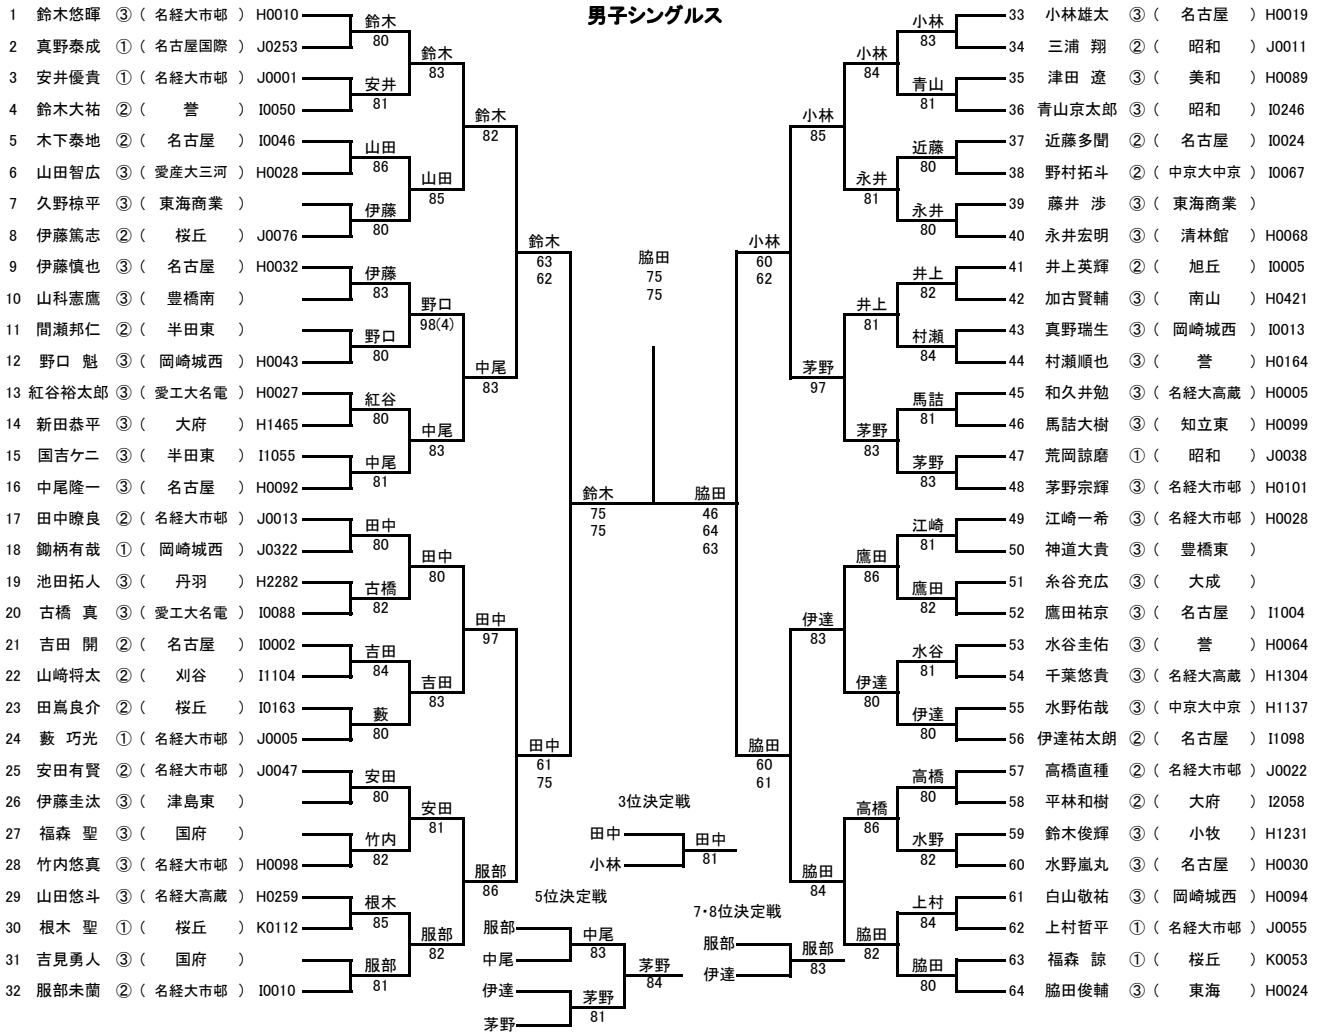 男子シングルス
1 鈴木悠暉 ③ ( 名経大市邨 ) H0010
2 真野泰成 ① ( 名古屋国際 ) J0253
3 安井優貴 ① ( 名経大市邨 ) J0001
4 鈴木大祐 ② ( 誉 ) I0050
5 木下泰地 ② ( 名古屋 ) I0046
6 山田智広 ③ ( 愛産大三河 ) H0028
7 久野椋平 ③ ( 東海商業 )
8 伊藤篤志 ② ( 桜丘 ) J0076
9 伊藤慎也 ③ ( 名古屋 ) H0032
10 山科憲鷹 ③ ( 豊橋南 )
11 間瀬邦仁 ② ( 半田東 )
12 野口 魁 ③ ( 岡崎城西 ) H0043
13 紅谷裕太郎 ③ ( 愛工大名電 ) H0027
14 新田恭平 ③ ( 大府 ) H1465
15 国吉ケニ ③ ( 半田東 ) I1055
16 中尾隆一 ③ ( 名古屋 ) H0092
17 田中瞭良 ② ( 名経大市邨 ) J0013
18 鋤柄有哉 ① ( 岡崎城西 ) J0322
19 池田拓人 ③ ( 丹羽 ) H2282
20 古橋 真 ③ ( 愛工大名電 ) I0088
21 吉田 開 ② ( 名古屋 ) I0002
22 山﨑将太 ② ( 刈谷 ) I1104
23 田嶌良介 ② ( 桜丘 ) I0163
24 藪 巧光 ① ( 名経大市邨 ) J0005
25 安田有賢 ② ( 名経大市邨 ) J0047
26 伊藤圭汰 ③ ( 津島東 )
27 福森 聖 ③ ( 国府 )
28 竹内悠真 ③ ( 名経大市邨 ) H0098
29 山田悠斗 ③ ( 名経大高蔵 ) H0259
30 根木 聖 ① ( 桜丘 ) K0112
31 吉見勇人 ③ ( 国府 )
32 服部未蘭 ② ( 名経大市邨 ) I0010
鈴木
80
安井
81
山田
86
伊藤
80
伊藤
83
野口
80
紅谷
80
中尾
81
田中
80
古橋
82
吉田
84
藪
80
安田
80
竹内
82
根木
85
服部
81
鈴木
83
山田
85
野口
98(4)
中尾
83
田中
80
吉田
83
安田
81
服部
82
鈴木
82
中尾
83
田中
97
服部
86
鈴木
63
62
田中
61
75
鈴木
75
75
脇田
75
75
脇田
46
64
63
小林
60
62
脇田
60
61
小林
85
茅野
97
伊達
83
脇田
84
小林
84
永井
81
井上
81
茅野
83
鷹田
86
伊達
80
高橋
86
脇田
82
小林
83
青山
81
近藤
80
永井
80
井上
82
村瀬
84
馬詰
81
茅野
83
江崎
81
鷹田
82
水谷
81
伊達
80
高橋
80
水野
82
上村
84
脇田
80
33 小林雄太 ③ ( 名古屋 ) H0019
34 三浦 翔 ② ( 昭和 ) J0011
35 津田 遼 ③ ( 美和 ) H0089
36 青山京太郎 ③ ( 昭和 ) I0246
37 近藤多聞 ② ( 名古屋 ) I0024
38 野村拓斗 ② ( 中京大中京 ) I0067
39 藤井 渉 ③ ( 東海商業 )
40 永井宏明 ③ ( 清林館 ) H0068
41 井上英輝 ② ( 旭丘 ) I0005
42 加古賢輔 ③ ( 南山 ) H0421
43 真野瑞生 ③ ( 岡崎城西 ) I0013
44 村瀬順也 ③ ( 誉 ) H0164
45 和久井勉 ③ ( 名経大高蔵 ) H0005
46 馬詰大樹 ③ ( 知立東 ) H0099
47 荒岡諒磨 ① ( 昭和 ) J0038
48 茅野宗輝 ③ ( 名経大市邨 ) H0101
49 江崎一希 ③ ( 名経大市邨 ) H0028
50 神道大貴 ③ ( 豊橋東 )
51 糸谷充広 ③ ( 大成 )
52 鷹田祐京 ③ ( 名古屋 ) I1004
53 水谷圭佑 ③ ( 誉 ) H0064
54 千葉悠貴 ③ ( 名経大高蔵 ) H1304
55 水野佑哉 ③ ( 中京大中京 ) H1137
56 伊達祐太朗 ② ( 名古屋 ) I1098
57 高橋直種 ② ( 名経大市邨 ) J0022
58 平林和樹 ② ( 大府 ) I2058
59 鈴木俊輝 ③ ( 小牧 ) H1231
60 水野嵐丸 ③ ( 名古屋 ) H0030
61 白山敬祐 ③ ( 岡崎城西 ) H0094
62 上村哲平 ① ( 名経大市邨 ) J0055
63 福森 諒 ① ( 桜丘 ) K0053
64 脇田俊輔 ③ ( 東海 ) H0024
3位決定戦
田中
小林
田中
81
5位決定戦
服部
中尾
中尾
83
伊達
茅野
茅野
81
茅野
84
7・8位決定戦
服部
伊達
服部
83